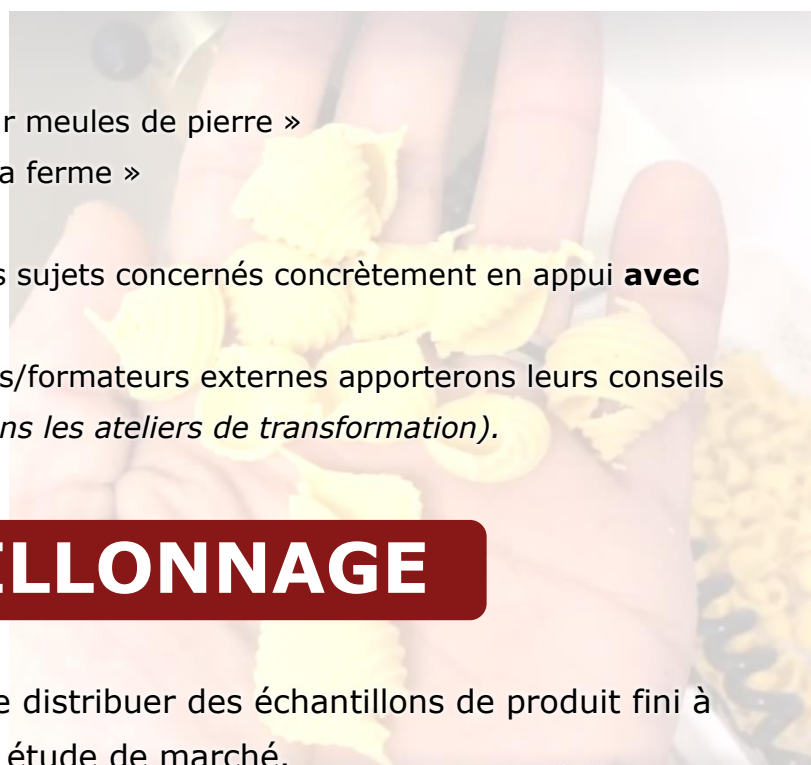 r meules de pierre »
a ferme »
s sujets concernés concrètement en appui avec
s/formateurs externes apporterons leurs conseils
ns les ateliers de transformation).
ILLONNAGE
e distribuer des échantillons de produit fini à
étude de marché.